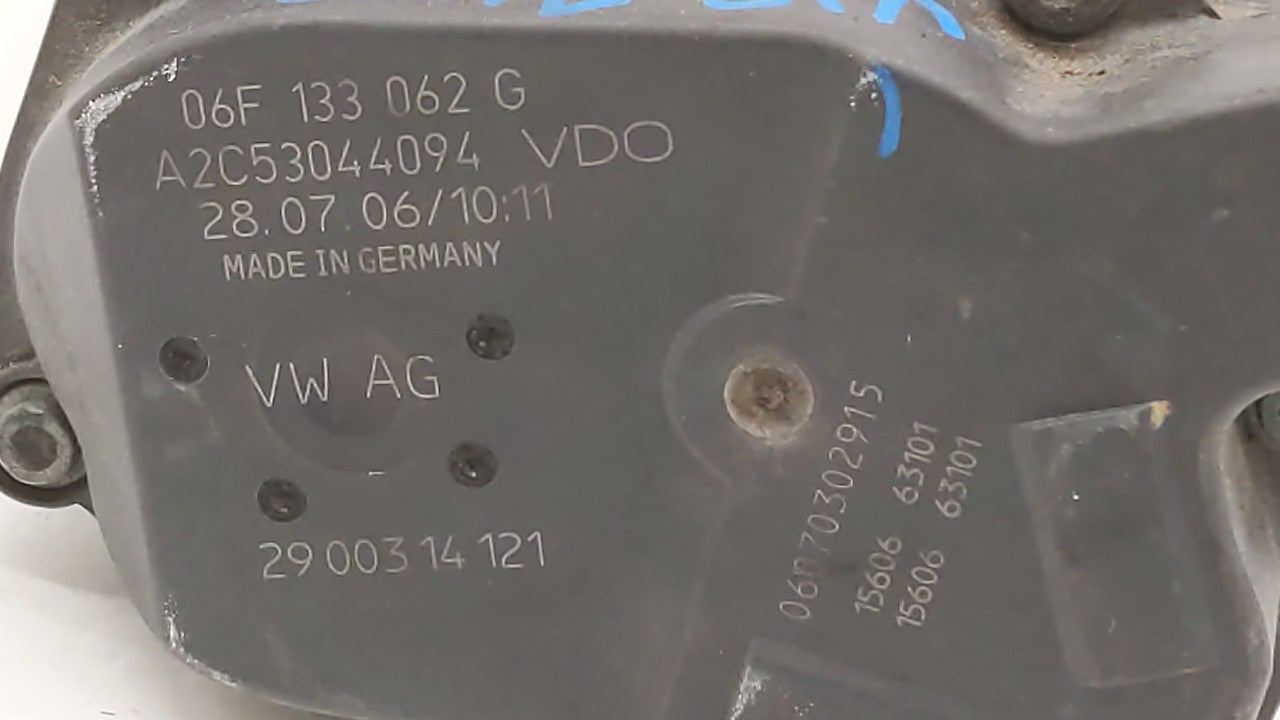 06F 133 062 G
A2C53044094 VDO
28.07.06/10:11
MADE IN GERMANY
VW AG
29 003 14 121
15606 63101
15606 63101